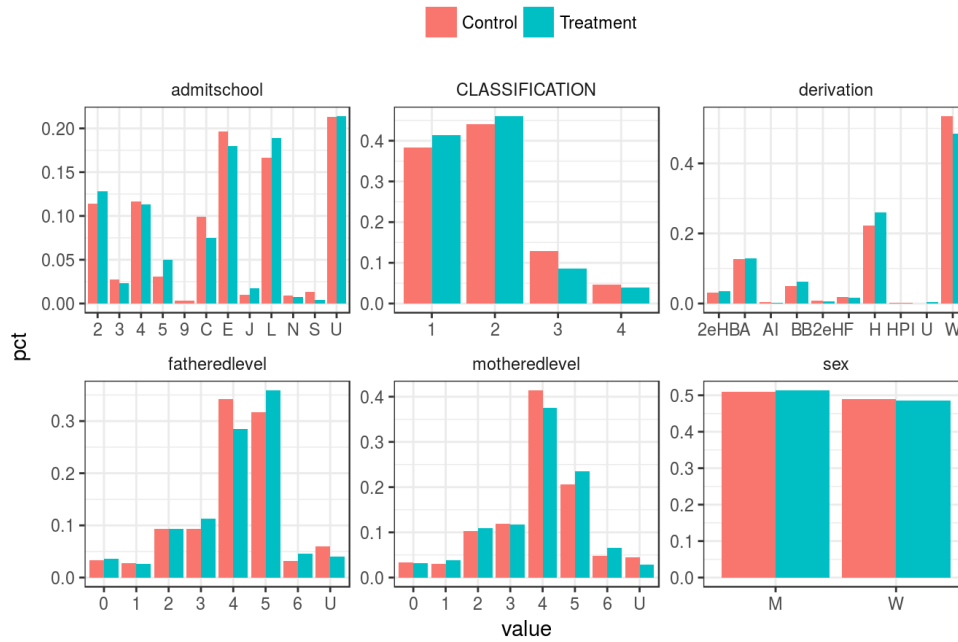 Control Treatment
admitschool CLASSIFICATION derivation
0.20
0.15
0.10
0.05
0.00
2 3 4 5 9 C E J L N S U
0.4
0.3
0.2
0.1
0.0
1 2 3 4
0.4
0.2
0.0
2eHBA AI BB2eHF H HPI U W
pct
fatheredlevel motheredlevel sex
0.3
0.2
0.1
0.0
0 1 2 3 4 5 6 U
0.4
0.3
0.2
0.1
0.0
0 1 2 3 4 5 6 U
0.5
0.4
0.3
0.2
0.1
0.0
M W
value